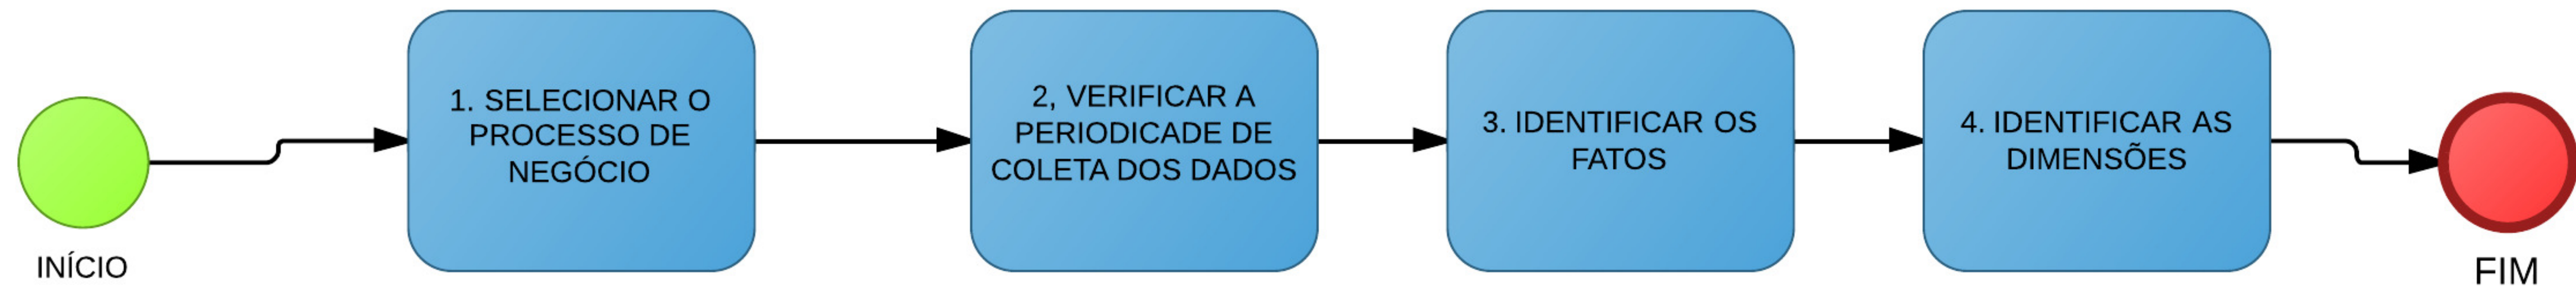 INÍCIO
1. SELECIONAR O
PROCESSO DE
NEGÓCIO
2, VERIFICAR A
PERIODICADE DE
COLETA DOS DADOS
3. IDENTIFICAR OS
FATOS
4. IDENTIFICAR AS
DIMENSÕES
FIM